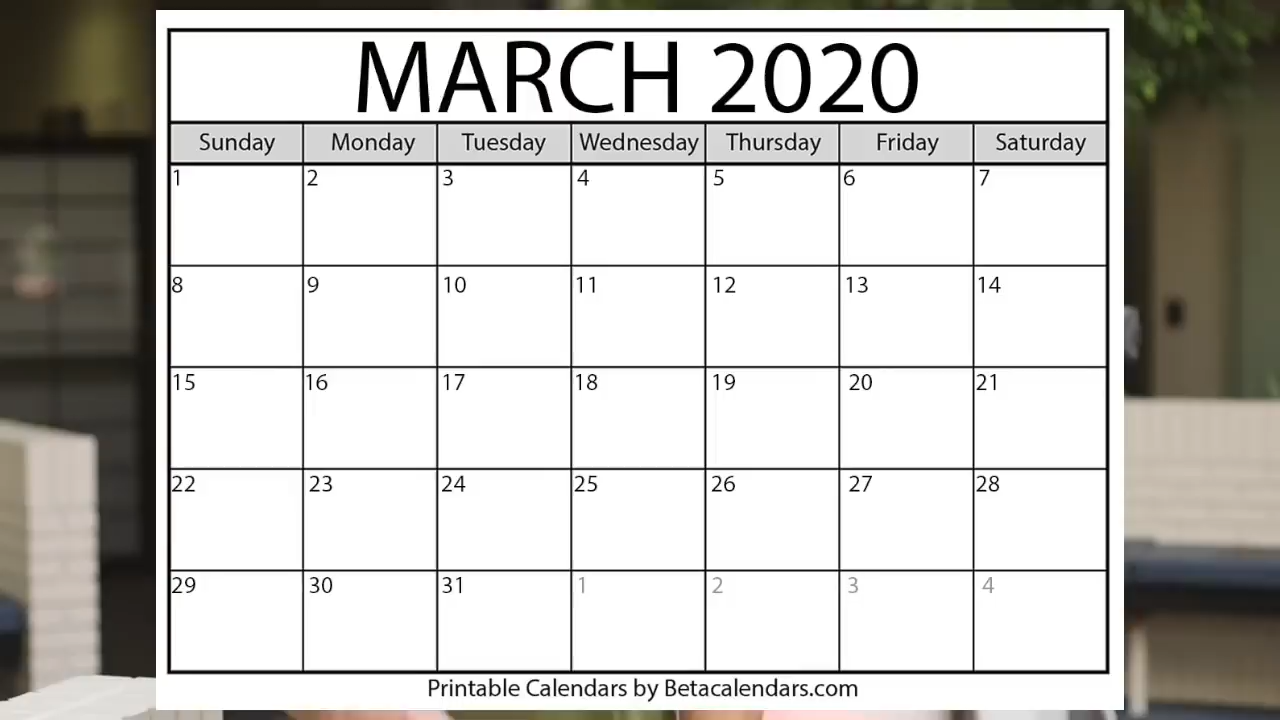 MARCH 2020
Sunday Monday Tuesday Wednesday Thursday Friday Saturday
1 2 3 4 5 6 7
8 9 10 11 12 13 14
15 16 17 18 19 20 21
22 23 24 25 26 27 28
29 30 31 1 2 3 4
Printable Calendars by Betacalendars.com